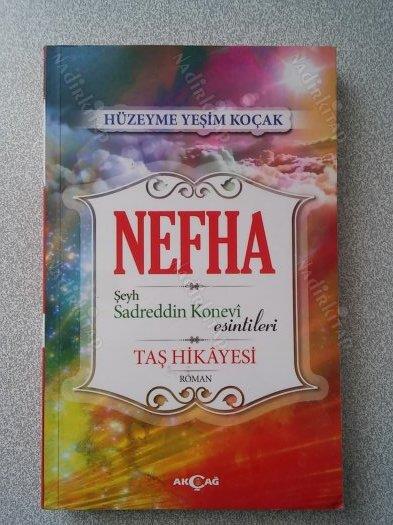 HÜZEYME YEŞİM KOÇAK
NEFHA
Şeyh
Sadreddin Konevî
esintileri
TAŞ HİKÂYESİ
ROMAN
AKÇAĞ